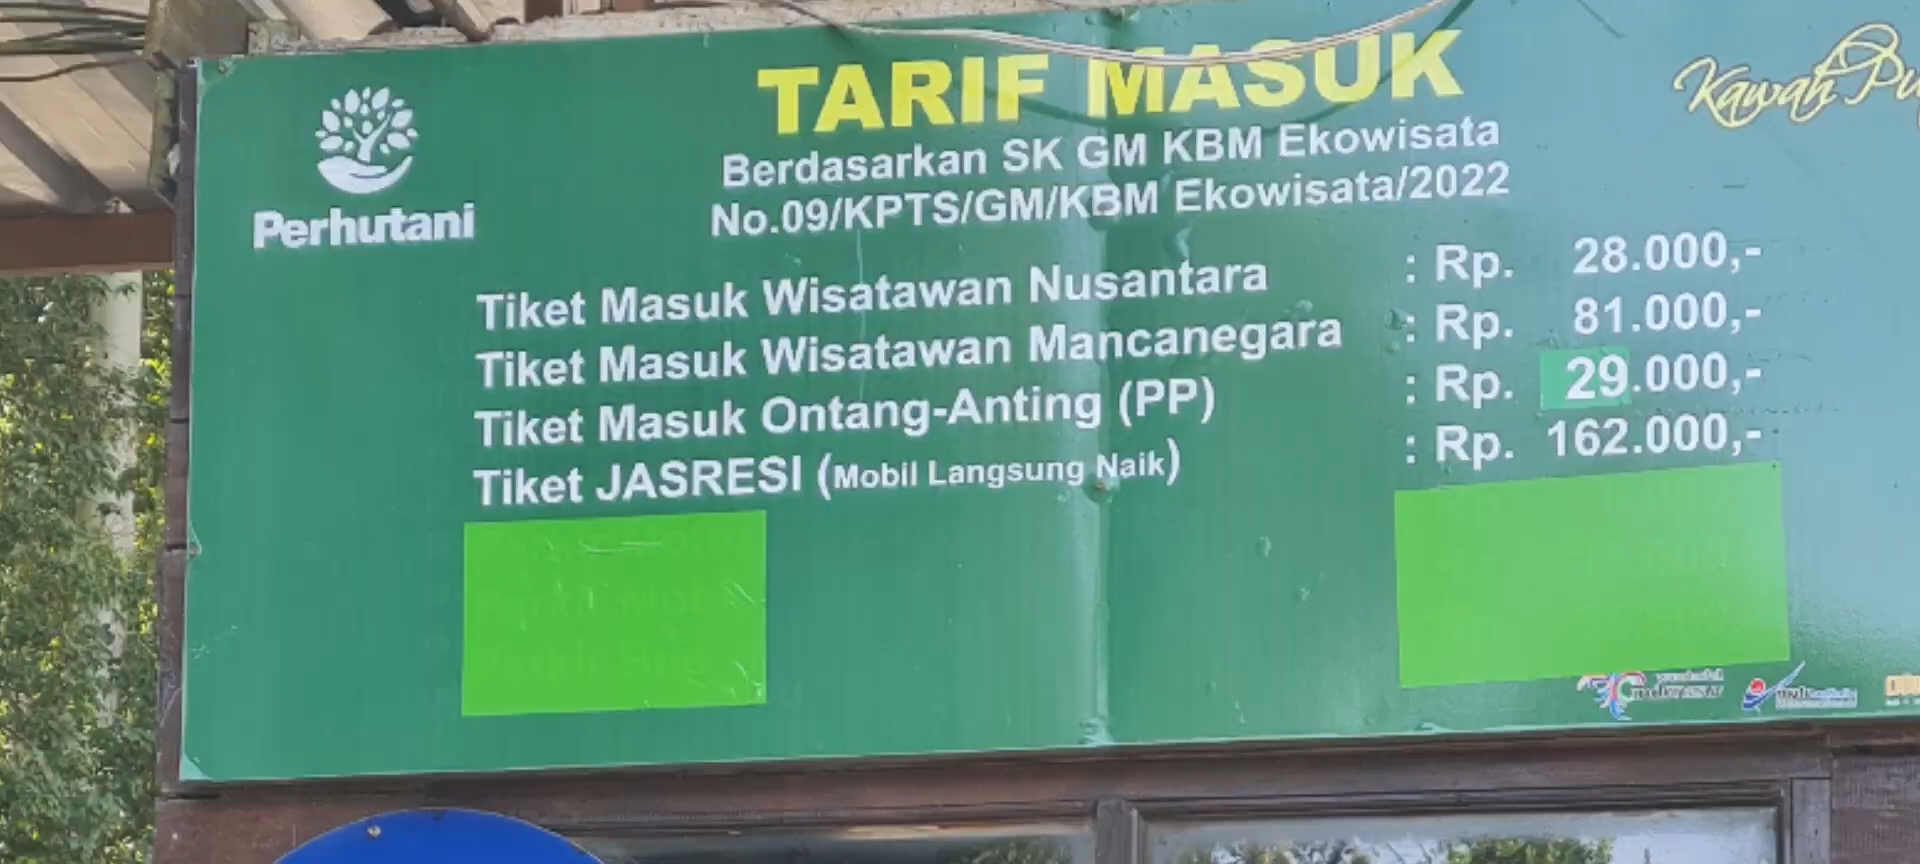 Perhutani
TARIF MASUK
Kawah
Berdasarkan SK GM KBM Ekowisata
No.09/KPTS/GM/KBM Ekowisata/2022
Tiket Masuk Wisatawan Nusantara : Rp. 28.000,-
Tiket Masuk Wisatawan Mancanegara : Rp. 81.000,-
Tiket Masuk Ontang-Anting (PP) : Rp. 29.000,-
Tiket JASRESI (Mobil Langsung Naik) : Rp. 162.000,-